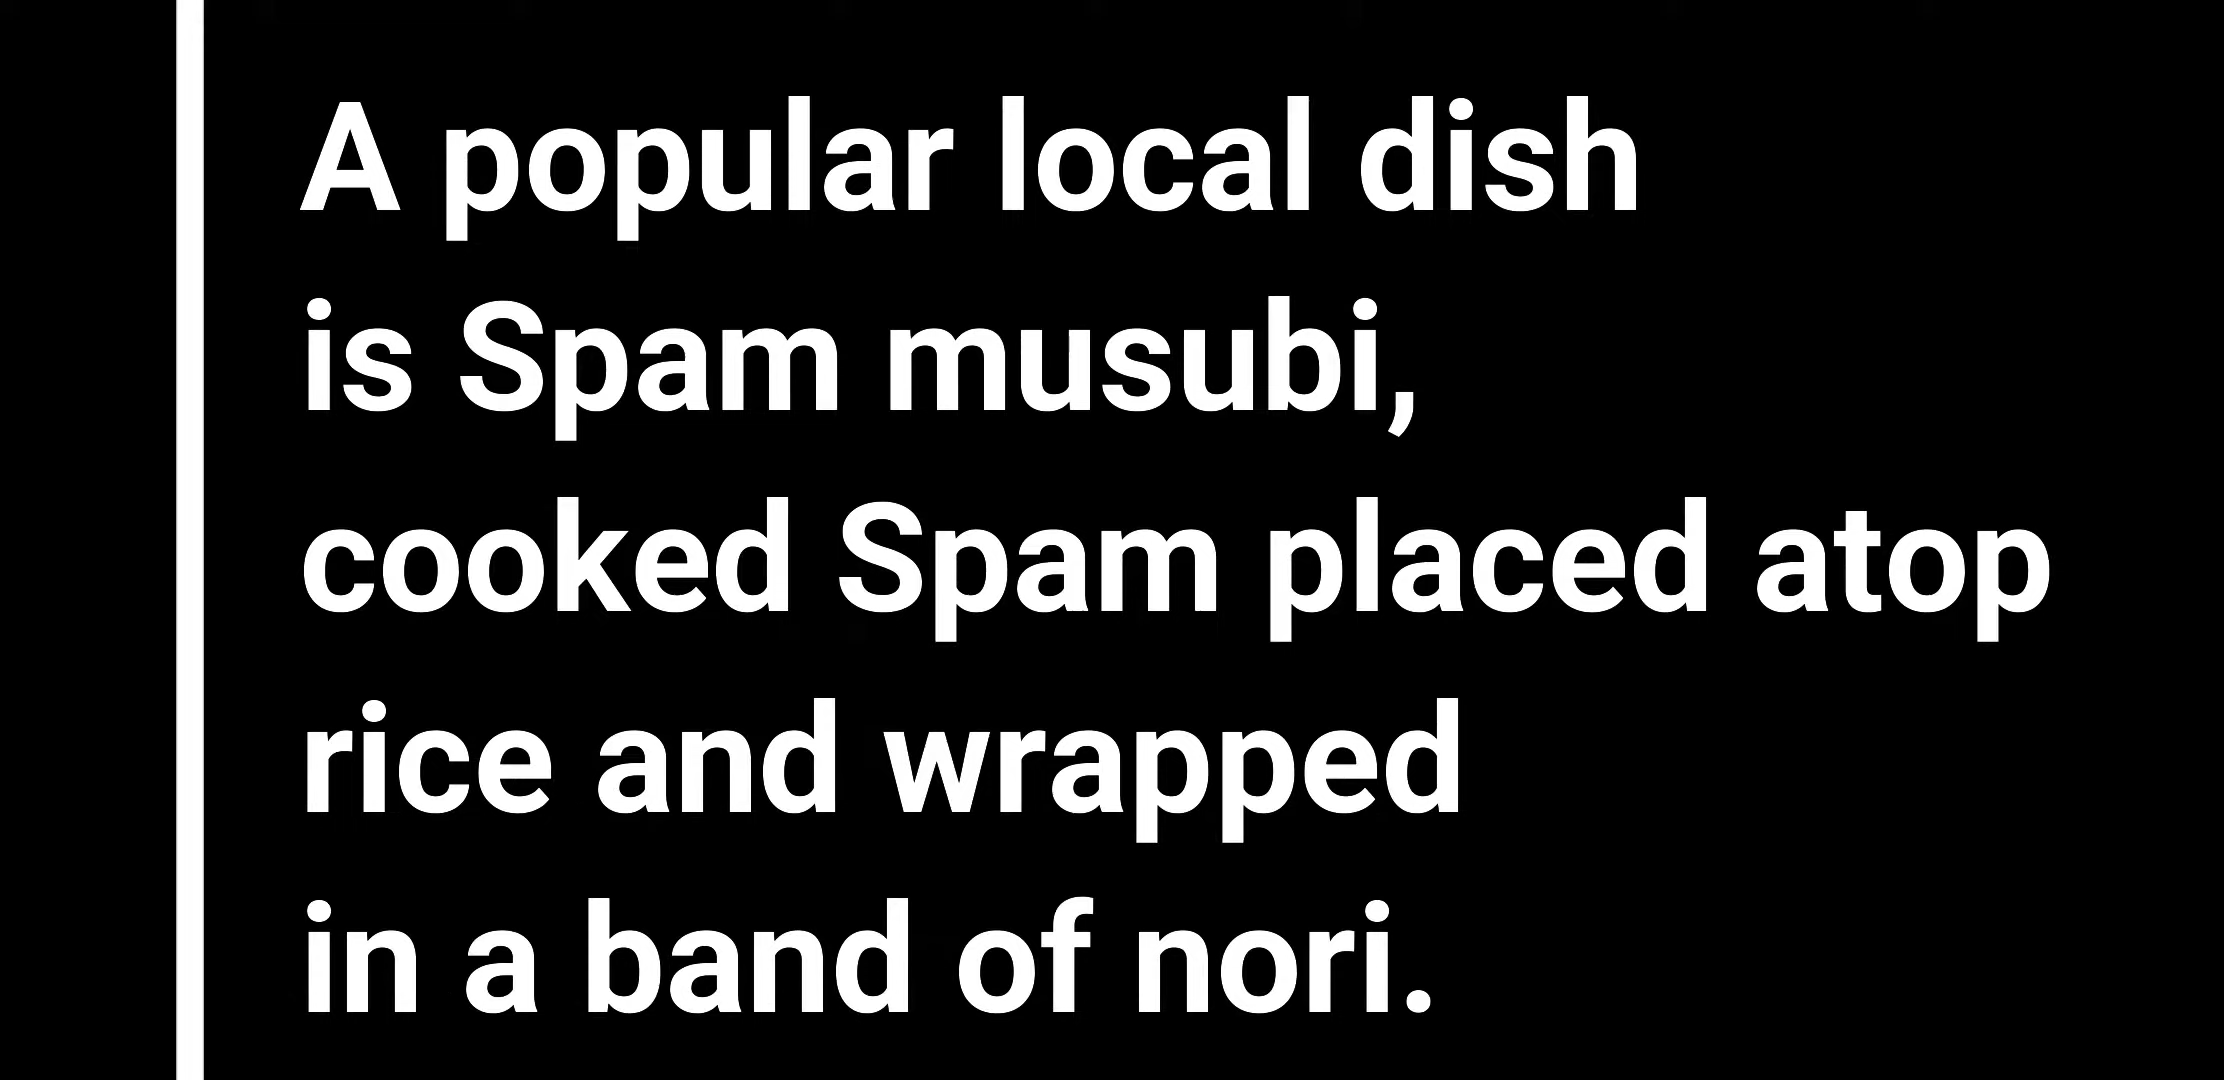 A popular local dish
is Spam musubi,
cooked Spam placed atop
rice and wrapped
in a band of nori.